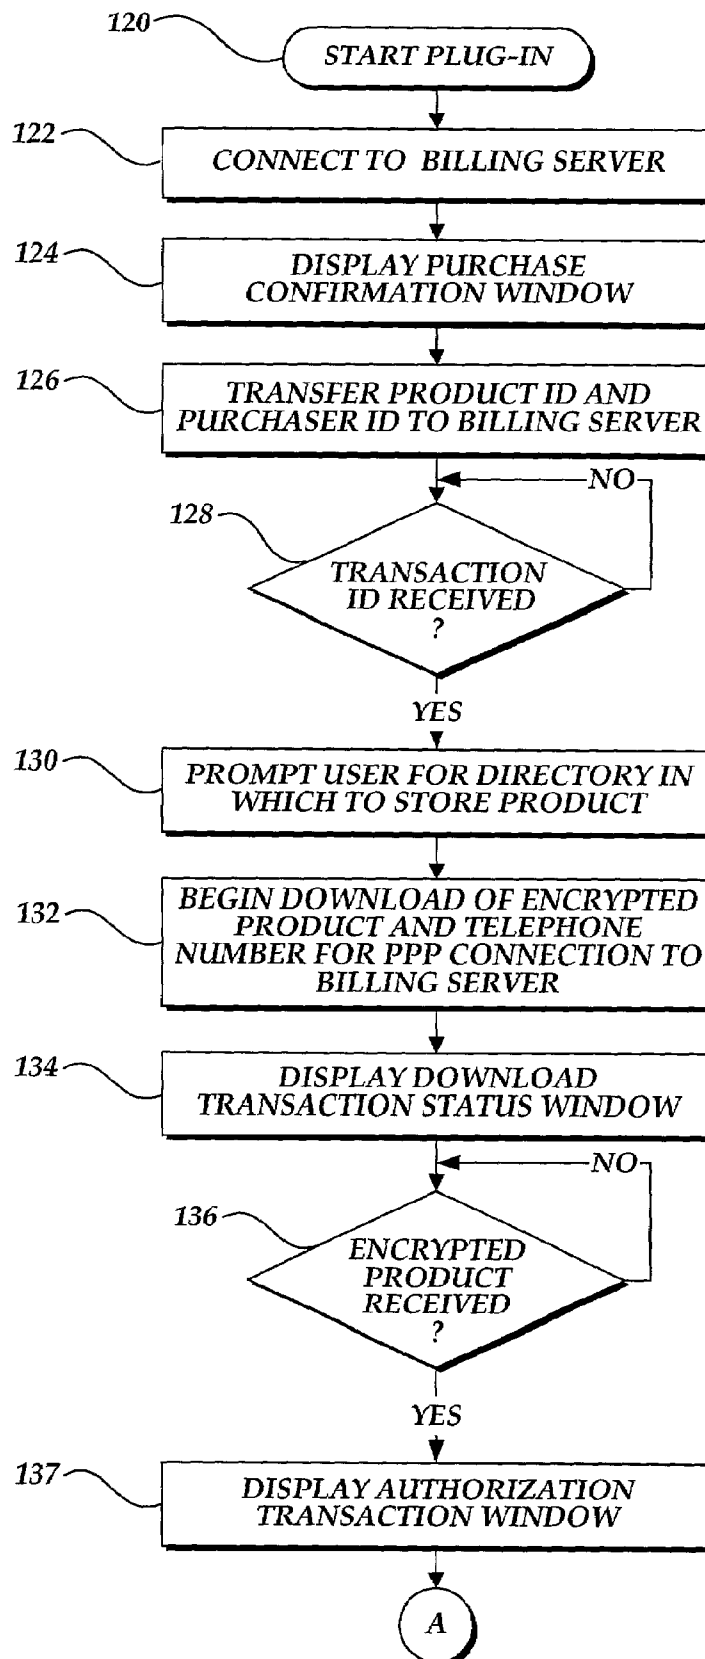 120
START PLUG-IN
122
CONNECT TO BILLING SERVER
124
DISPLAY PURCHASE
CONFIRMATION WINDOW
126
TRANSFER PRODUCT ID AND
PURCHASER ID TO BILLING SERVER
NO
128
TRANSACTION
ID RECEIVED
?
YES
130
PROMPT USER FOR DIRECTORY IN
WHICH TO STORE PRODUCT
132
BEGIN DOWNLOAD OF ENCRYPTED
PRODUCT AND TELEPHONE
NUMBER FOR PPP CONNECTION TO
BILLING SERVER
134
DISPLAY DOWNLOAD
TRANSACTION STATUS WINDOW
NO
136
ENCRYPTED
PRODUCT
RECEIVED
?
YES
137
DISPLAY AUTHORIZATION
TRANSACTION WINDOW
A